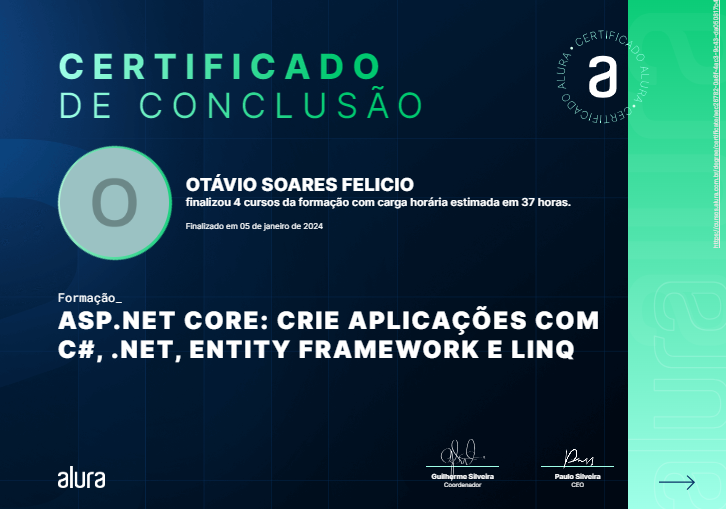 CERTIFICADO
DE CONCLUSÃO
CERTIFICADO ALURA • CERTIFICADO ALURA •
a
O
OTÁVIO SOARES FELICIO
finalizou 4 cursos da formação com carga horária estimada em 37 horas.
Finalizado em 05 de janeiro de 2024
Formação_
ASP.NET CORE: CRIE APLICAÇÕES COM
C#, .NET, ENTITY FRAMEWORK E LINQ
alura
Guilherme Silveira
Coordenador
Paulo Silveira
CEO
alura